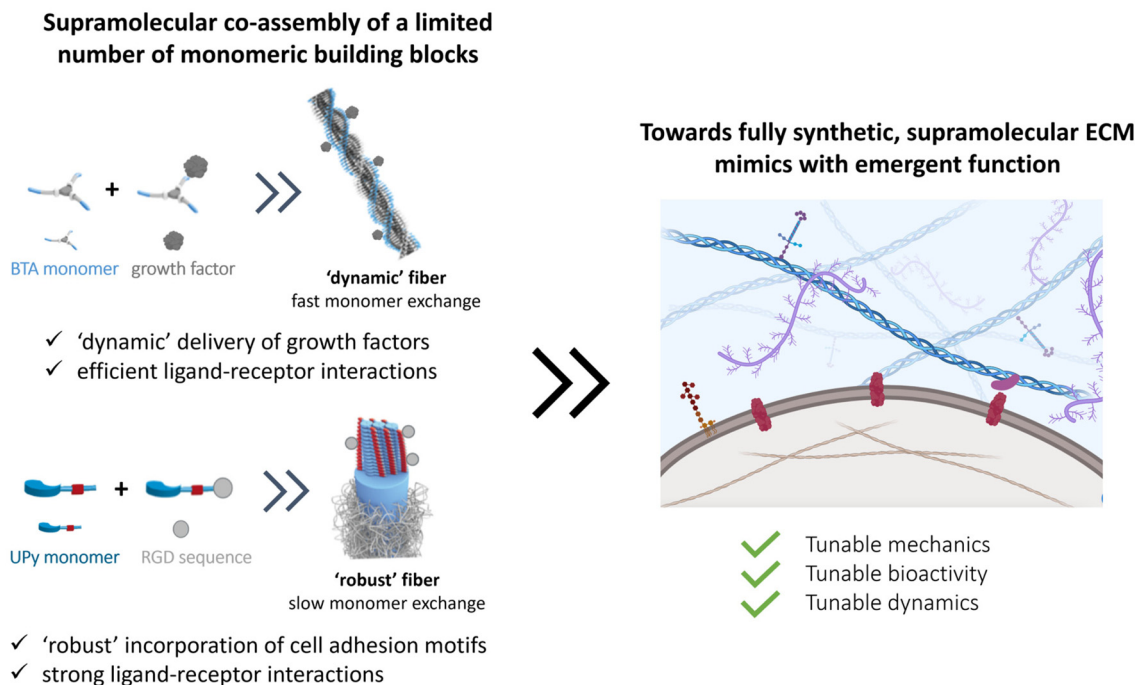 Supramolecular co-assembly of a limited
number of monomeric building blocks
+
BTA monomer growth factor
'dynamic' fiber
fast monomer exchange
✓ 'dynamic' delivery of growth factors
✓ efficient ligand-receptor interactions
+
UPy monomer RGD sequence
'robust' fiber
slow monomer exchange
✓ 'robust' incorporation of cell adhesion motifs
✓ strong ligand-receptor interactions
Towards fully synthetic, supramolecular ECM
mimics with emergent function
Tunable mechanics
Tunable bioactivity
Tunable dynamics